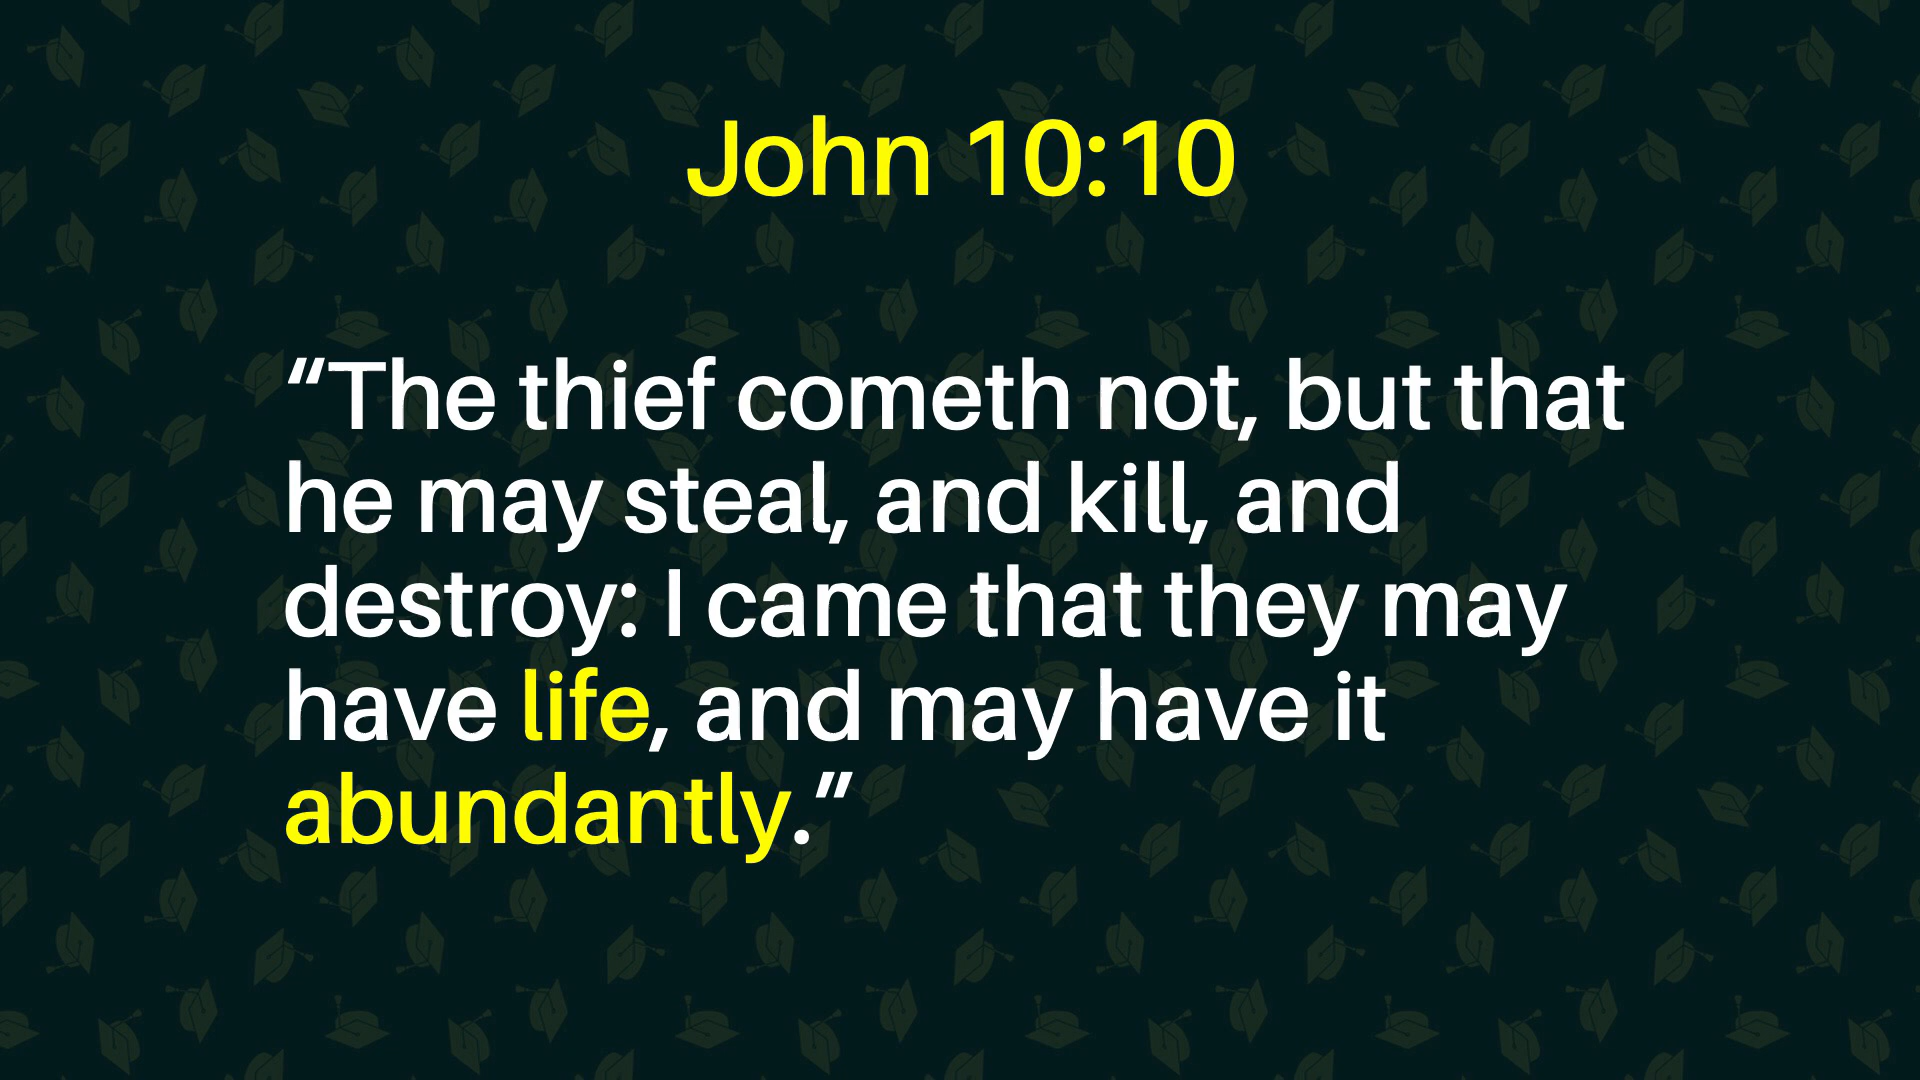 John 10:10
“The thief cometh not, but that
he may steal, and kill, and
destroy: I came that they may
have life, and may have it
abundantly.”